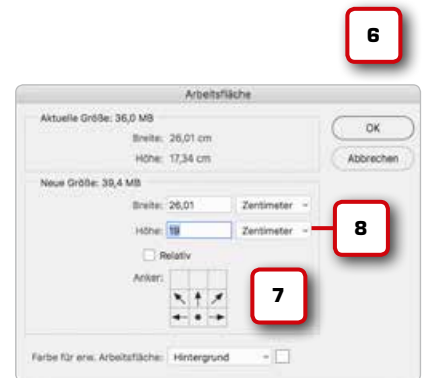 6
Arbeitsfläche
Aktuelle Größe: 36,0 MB
Breite: 26,01 cm
Höhe: 17,34 cm
OK
Abbrechen
Neue Größe: 39,4 MB
Breite: 26,01 Zentimeter
Höhe: 19 Zentimeter
8
Relativ
Anker:
7
Farbe für erw. Arbeitsfläche: Hintergrund